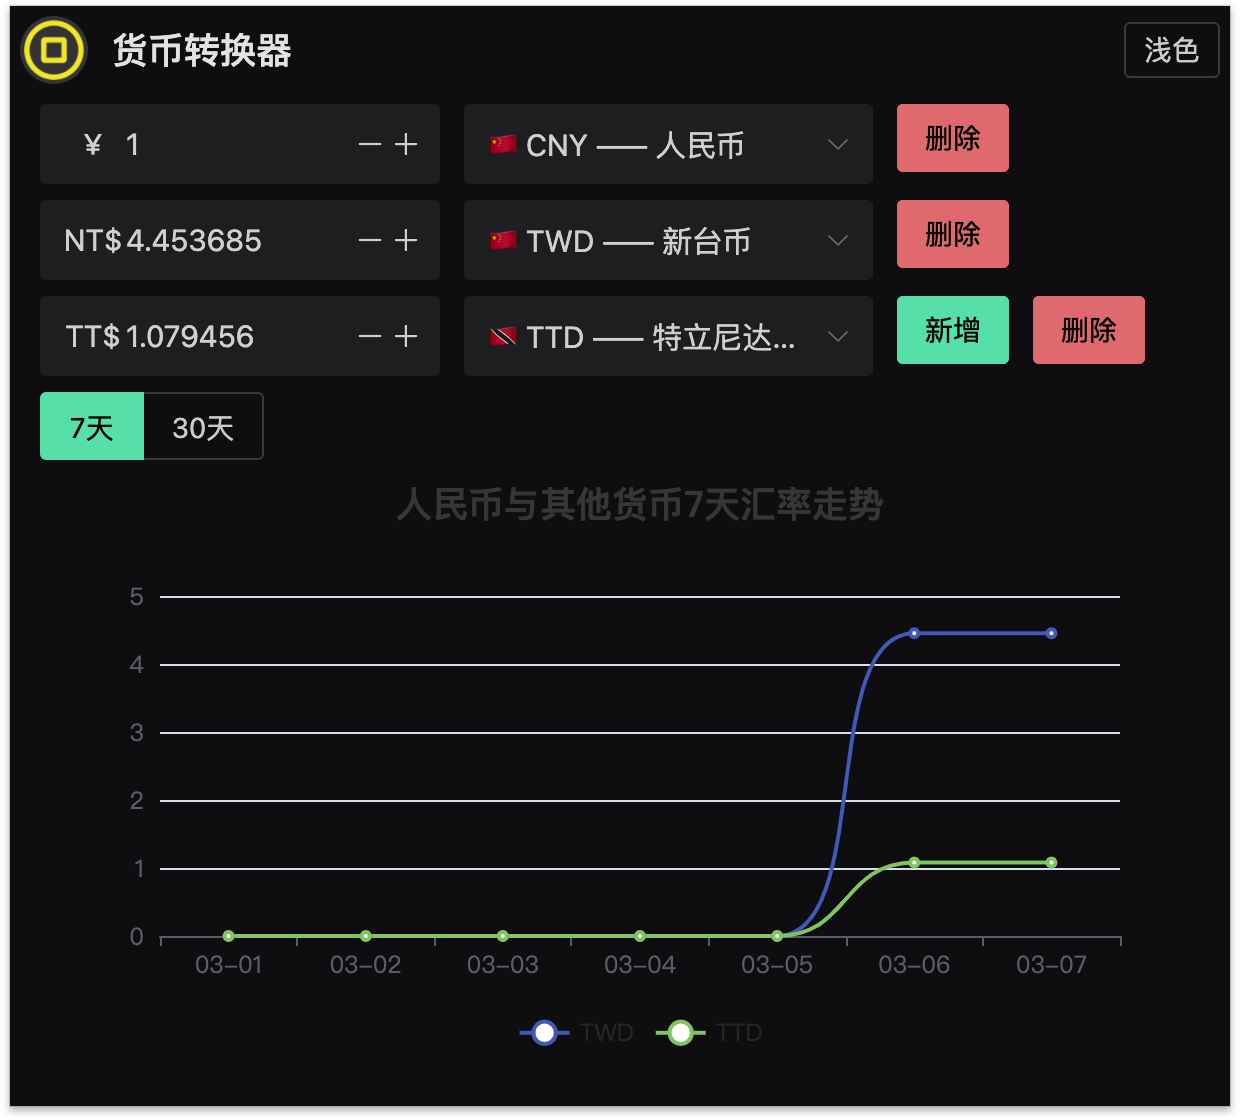 货币转换器
浅色
¥ 1
CNY —— 人民币
删除
NT$ 4.453685
TWD —— 新台币
删除
TT$ 1.079456
TTD —— 特立尼达...
新增
删除
7天
30天
人民币与其他货币7天汇率走势
5
4
3
2
1
0
03-01 03-02 03-03 03-04 03-05 03-06 03-07
TWD TTD